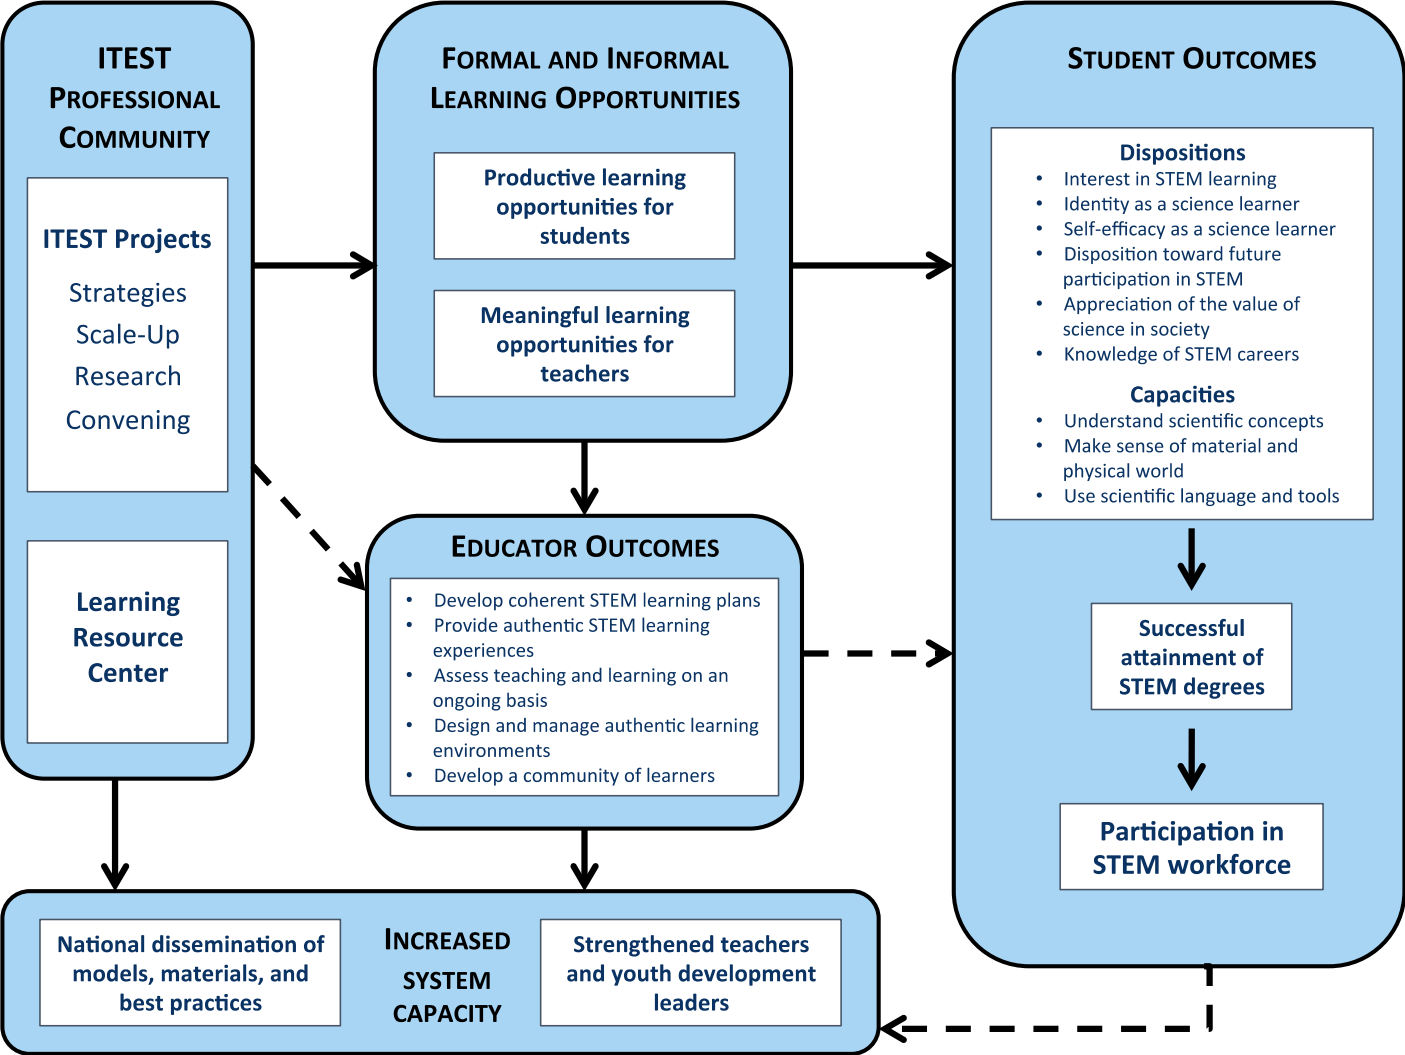 ITEST
PROFESSIONAL
COMMUNITY
ITEST Projects
Strategies
Scale-Up
Research
Convening
Learning
Resource
Center
FORMAL AND INFORMAL
LEARNING OPPORTUNITIES
Productive learning
opportunities for
students
Meaningful learning
opportunities for
teachers
EDUCATOR OUTCOMES
• Develop coherent STEM learning plans
• Provide authentic STEM learning
experiences
• Assess teaching and learning on an
ongoing basis
• Design and manage authentic learning
environments
• Develop a community of learners
STUDENT OUTCOMES
Dispositions
• Interest in STEM learning
• Identity as a science learner
• Self-efficacy as a science learner
• Disposition toward future
participation in STEM
• Appreciation of the value of
science in society
• Knowledge of STEM careers
Capacities
• Understand scientific concepts
• Make sense of material and
physical world
• Use scientific language and tools
Successful
attainment of
STEM degrees
Participation in
STEM workforce
National dissemination of
models, materials, and
best practices
INCREASED
SYSTEM
CAPACITY
Strengthened teachers
and youth development
leaders